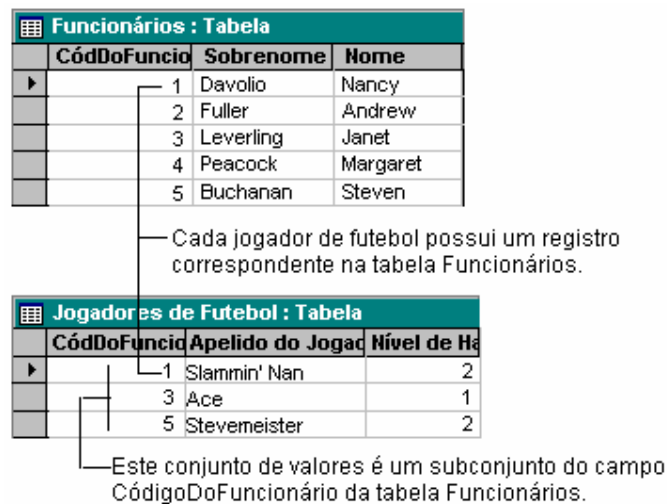 Funcionários : Tabela
CódDoFuncio Sobrenome Nome
1 Davolio Nancy
2 Fuller Andrew
3 Leverling Janet
4 Peacock Margaret
5 Buchanan Steven
Cada jogador de futebol possui um registro
correspondente na tabela Funcionários.
Jogadores de Futebol : Tabela
CódDoFuncio Apelido do Jogad Nível de Ha
1 Slammin' Nan 2
3 Ace 1
5 Stevemeister 2
Este conjunto de valores é um subconjunto do campo
CódigoDoFuncionário da tabela Funcionários.